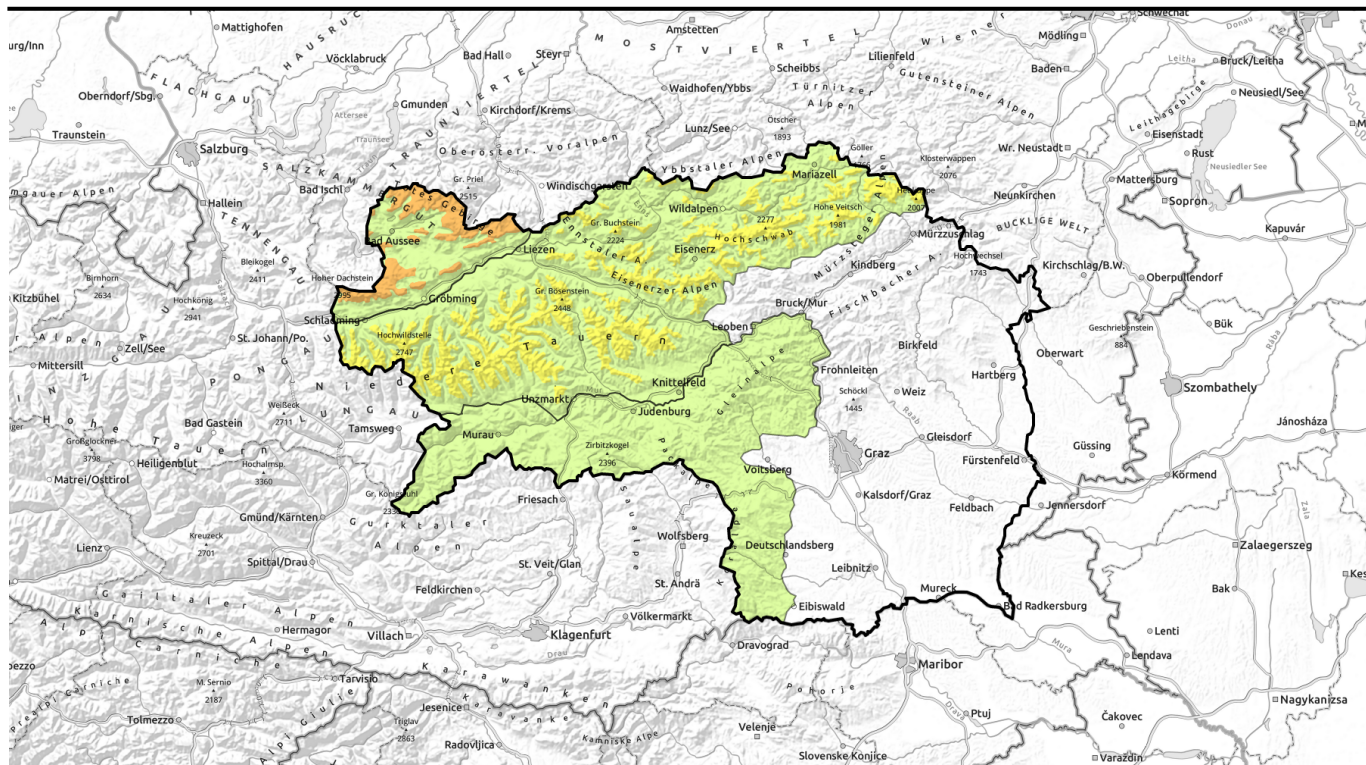 Mattighofen
Amstetten
Schwechat
Donau
urg/Inn
HAUSRUCK
Vöcklabruck
Bad Hall
Steyr
MOSTVIERTEL
Wiener
Mödling
FLACHGAU
Scheibbs
Lilienfeld
Baden
Leitha
Bruck/Leitha
Oberndorf/Sbg.
Gmunden
Kirchdorf/Krems
Waidhofen/Ybbs
Türnitzer
Alpen
Gutensteiner Alpen
Leithagebirge
Neusiedl/See
Traunstein
Attersee
Traunsee
TRAUNVIERTEL
Lunz/See
Ötscher
1893
Eisenstadt
Salzburg
Oberösterr. Voralpen
Göller
Wr. Neustadt
Rust
Neusiedler See
SALZKAMMERGUT
Bad Ischl
Totes Gebirge
Gr. Priel
2515
Windischgarsten
Ybbstaler Alpen
Mariazell
Klosterwappen
2076
Neunkirchen
Mattersburg
Sopron
Hallein
TENNENGAU
Wildalpen
2277
Hohe Veitsch
1981
2007
BUCKLIGE WELT
Kapuvár
Bad Aussee
Liezen
Ennstaler A.
Gr. Buchstein
2224
Eisenerz
Hochschwab
Mürzsteger Alpen
Mürzzuschlag
Hochwechsel
1743
Kirchschlag/B.W.
Oberpullendorf
Birnhorn
2634
Bleikogel
2411
Hoher Dachstein
2995
Gröbming
Eisenerzer Alpen
Kindberg
Fischbacher A.
Kitzbühel
Hochkönig
2941
Schladming
Gr. Bösenstein
2448
Bruck/Mur
Leoben
Geschriebenstein
884
Bük
Rába
Zell/See
St. Johann/Po.
Hochwildstelle
2747
Birkfeld
Oberwart
Mittersill
PONGAU
Niedere Tauern
Knittelfeld
Frohnleiten
Hartberg
Szombathely
Hohe Tauern
Weißeck
2711
LUNGAU
Unzmarkt
Mur
Judenburg
Gleinalpe
Schöckl
1445
Weiz
Raab
Jánosháza
Großglockner
3798
Bad Gastein
Tamsweg
Murau
Zirbitzkogel
2396
Gleisdorf
Güssing
Heiligenblut
Hochalmsp.
3360
Graz
Voitsberg
Fürstenfeld
Körmend
Matrei/Osttirol
Friesach
Packalpe
Kalsdorf/Graz
Feldbach
Jennersdorf
Gmünd/Kärnten
Gurktaler
Alpen
Saualpe
Zala
Kreuzeck
2701
Wolfsberg
Deutschlandsberg
Zalaegerszeg
Lienz
Spittal/Drau
St. Veit/Glan
Leibnitz
Feldkirchen
St. Andrä
Mureck
Bak
Gailtaler Alpen
Eibiswald
Bad Radkersburg
Karnische Alpen
Hermagor
Villach
Klagenfurt
Völkermarkt
Drau
Dravograd
Mura
Lenti
Lendava
Tarvisio
Karawanken
Maribor
M. Sernio
2187
Pohorje
Nagykanizsa
Tolmezzo
Jesenice
Karavanke
Ptuj
Drava
Čakovec
Triglav
2863
Velenje
Radovljica
Kamniške Alpe
Slovenske Konjice
Varaždin